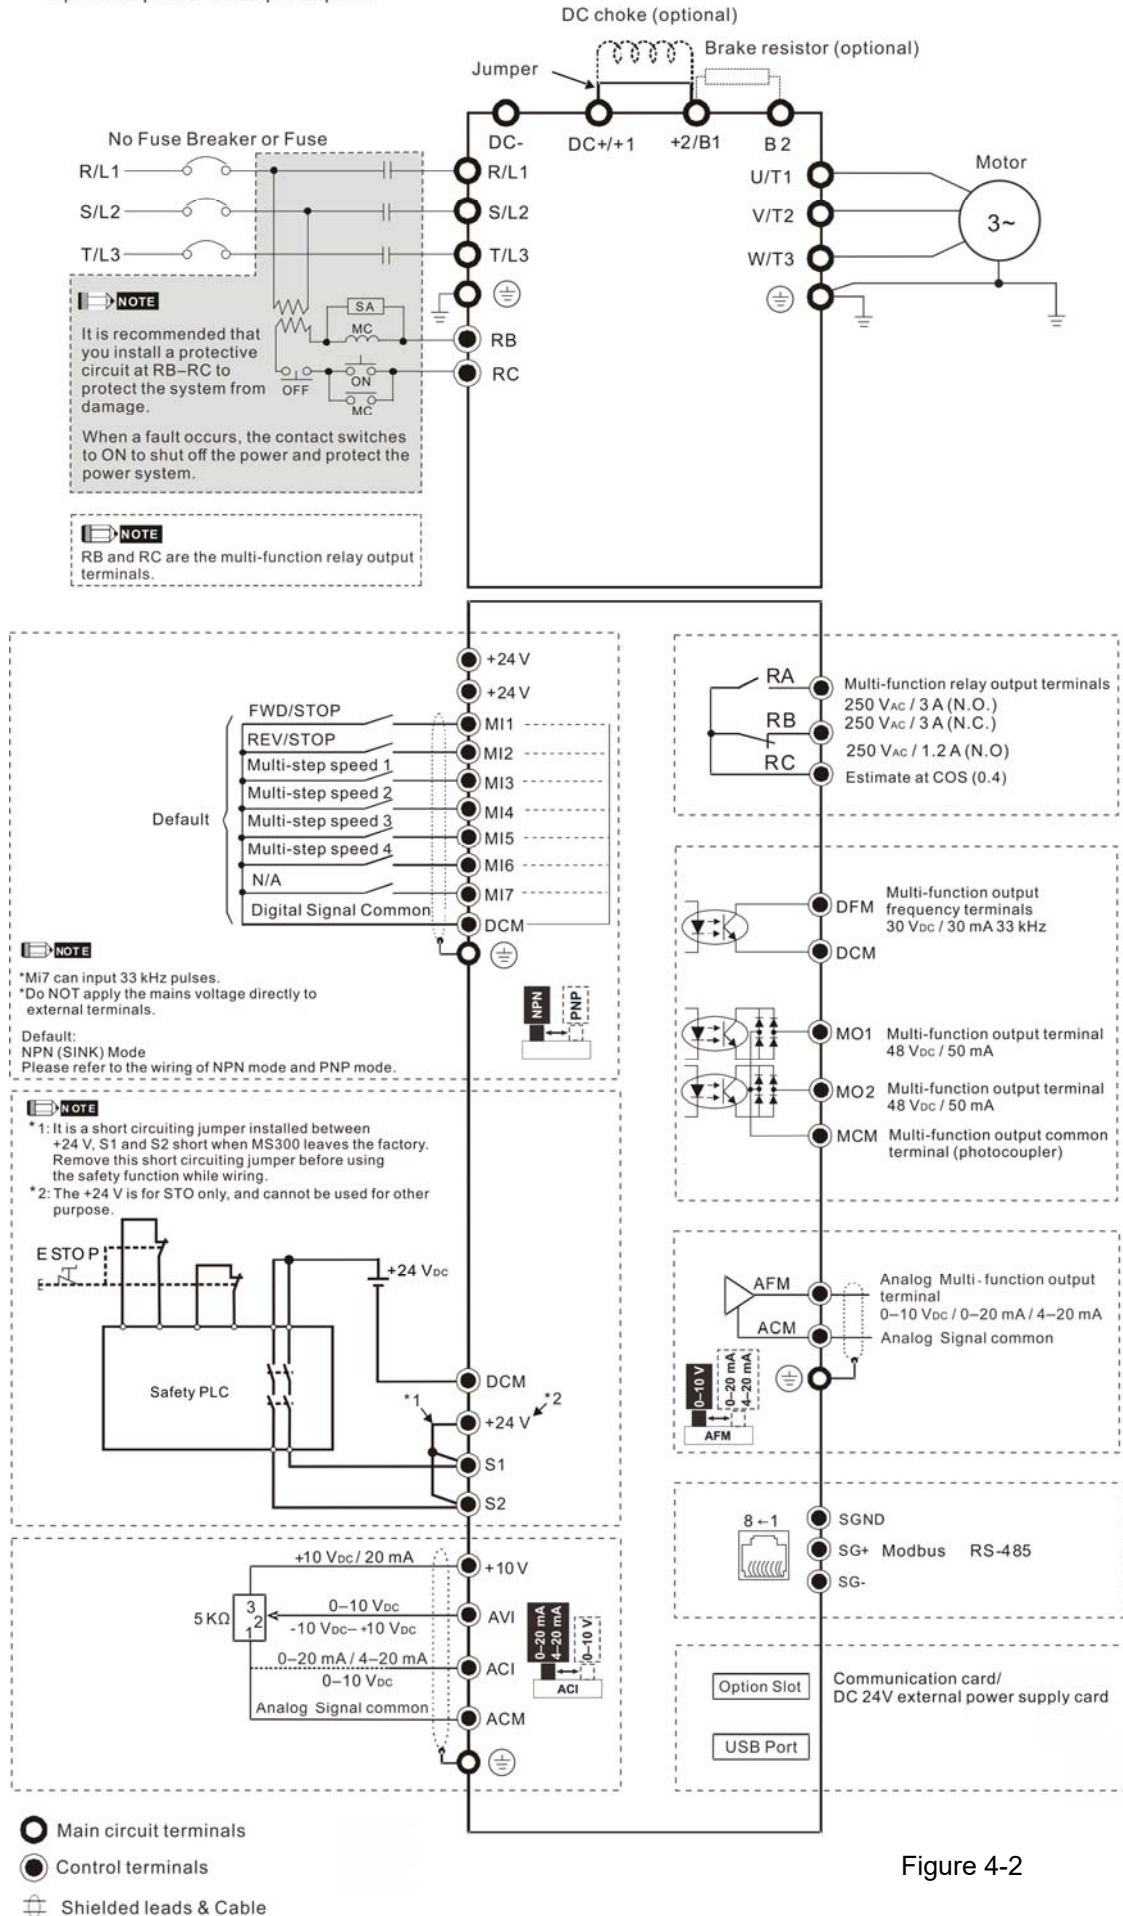 DC choke (optional)
Brake resistor (optional)
Jumper
DC-
DC+/+1
+2/B1
B2
No Fuse Breaker or Fuse
R/L1
S/L2
T/L3
R/L1
S/L2
T/L3
RB
RC
U/T1
V/T2
W/T3
Motor
3~
SA
MC
ON
OFF
MC
NOTE
It is recommended that
you install a protective
circuit at RB–RC to
protect the system from
damage.
When a fault occurs, the contact switches
to ON to shut off the power and protect the
power system.
NOTE
RB and RC are the multi-function relay output
terminals.
+24 V
+24 V
Default
FWD/STOP
MI1
REV/STOP
MI2
Multi-step speed 1
MI3
Multi-step speed 2
MI4
Multi-step speed 3
MI5
Multi-step speed 4
MI6
N/A
MI7
Digital Signal Common
DCM
NOTE
*Mi7 can input 33 kHz pulses.
*Do NOT apply the mains voltage directly to
external terminals.
Default:
NPN (SINK) Mode
Please refer to the wiring of NPN mode and PNP mode.
NPN
PNP
NOTE
*1: It is a short circuiting jumper installed between
+24 V, S1 and S2 short when MS300 leaves the factory.
Remove this short circuiting jumper before using
the safety function while wiring.
*2: The +24 V is for STO only, and cannot be used for other
purpose.
ESTOP
+24 VDC
Safety PLC
DCM
*1
*2
+24 V
S1
S2
+10 VDC / 20 mA
+10 V
5 KΩ
3
2
1
0–10 VDC
AVI
-10 VDC– +10 VDC
0–20 mA / 4–20 mA
ACI
0–10 VDC
Analog Signal common
ACM
0–20 mA
4–20 mA
0–10 V
ACI
RA
RB
RC
Multi-function relay output terminals
250 VAC / 3 A (N.O.)
250 VAC / 3 A (N.C.)
250 VAC / 1.2 A (N.O)
Estimate at COS (0.4)
DFM
Multi-function output
frequency terminals
30 VDC / 30 mA 33 kHz
DCM
MO1
Multi-function output terminal
48 VDC / 50 mA
MO2
Multi-function output terminal
48 VDC / 50 mA
MCM
Multi-function output common
terminal (photocoupler)
AFM
Analog Multi-function output
terminal
0–10 VDC / 0–20 mA / 4–20 mA
ACM
Analog Signal common
0–10 V
0–20 mA
4–20 mA
AFM
8←1
SGND
SG+
Modbus RS-485
SG-
Option Slot
Communication card/
DC 24V external power supply card
USB Port
Main circuit terminals
Control terminals
Shielded leads & Cable
Figure 4-2